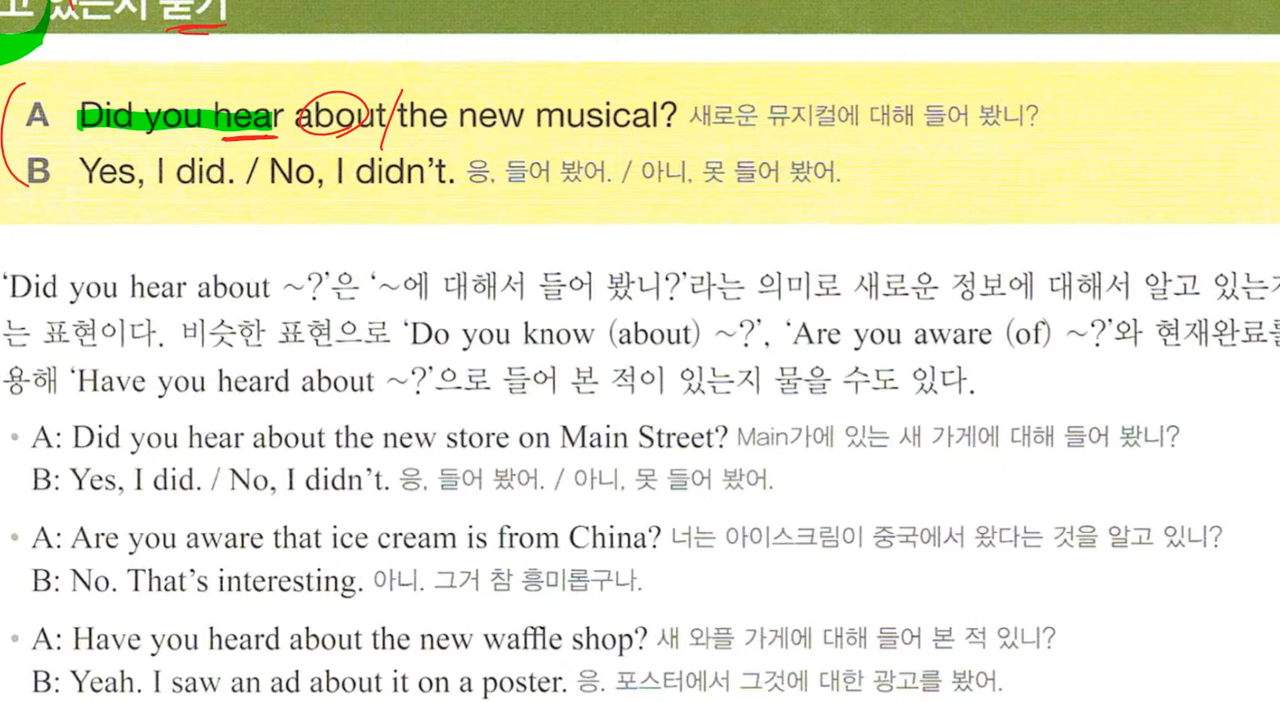 있는지 묻기
A Did you hear about the new musical? 새로운 뮤지컬에 대해 들어 봤니?
B Yes, I did. / No, I didn't. 응, 들어 봤어. / 아니, 못 들어 봤어.
'Did you hear about ~?'은 '~에 대해서 들어 봤니?'라는 의미로 새로운 정보에 대해서 알고 있는
는 표현이다. 비슷한 표현으로 'Do you know (about) ~?', 'Are you aware (of) ~?'와 현재완료를
용해 'Have you heard about ~?'으로 들어 본 적이 있는지 물을 수도 있다.
• A: Did you hear about the new store on Main Street? Main가에 있는 새 가게에 대해 들어 봤니?
B: Yes, I did. / No, I didn't. 응, 들어 봤어. / 아니, 못 들어 봤어.
• A: Are you aware that ice cream is from China? 너는 아이스크림이 중국에서 왔다는 것을 알고 있니?
B: No. That's interesting. 아니. 그거 참 흥미롭구나.
• A: Have you heard about the new waffle shop? 새 와플 가게에 대해 들어 본 적 있니?
B: Yeah. I saw an ad about it on a poster. 응. 포스터에서 그것에 대한 광고를 봤어.